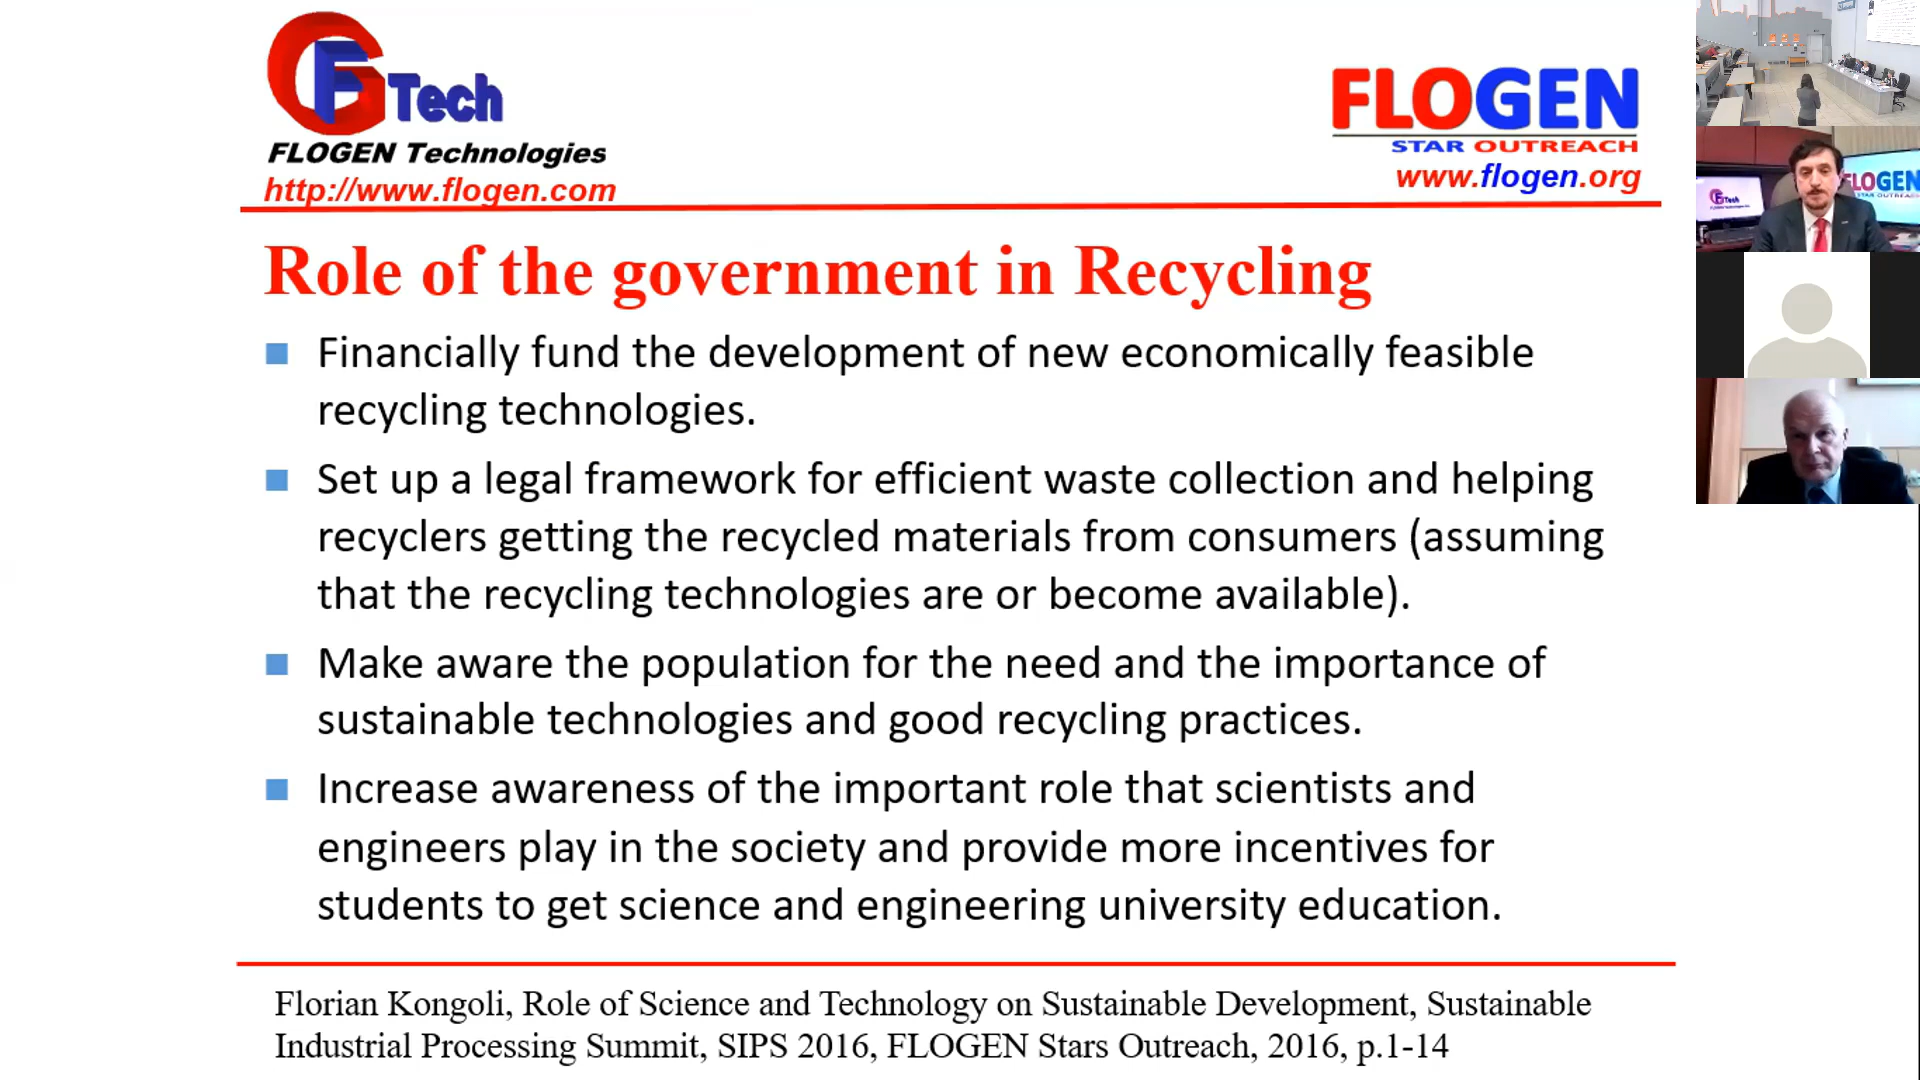 GF Tech
FLOGEN Technologies
http://www.flogen.com
FLOGEN
STAR OUTREACH
www.flogen.org
Role of the government in Recycling
Financially fund the development of new economically feasible
recycling technologies.
Set up a legal framework for efficient waste collection and helping
recyclers getting the recycled materials from consumers (assuming
that the recycling technologies are or become available).
Make aware the population for the need and the importance of
sustainable technologies and good recycling practices.
Increase awareness of the important role that scientists and
engineers play in the society and provide more incentives for
students to get science and engineering university education.
Florian Kongoli, Role of Science and Technology on Sustainable Development, Sustainable
Industrial Processing Summit, SIPS 2016, FLOGEN Stars Outreach, 2016, p.1-14
Tech
FLOGEN
STAR OUTREACH